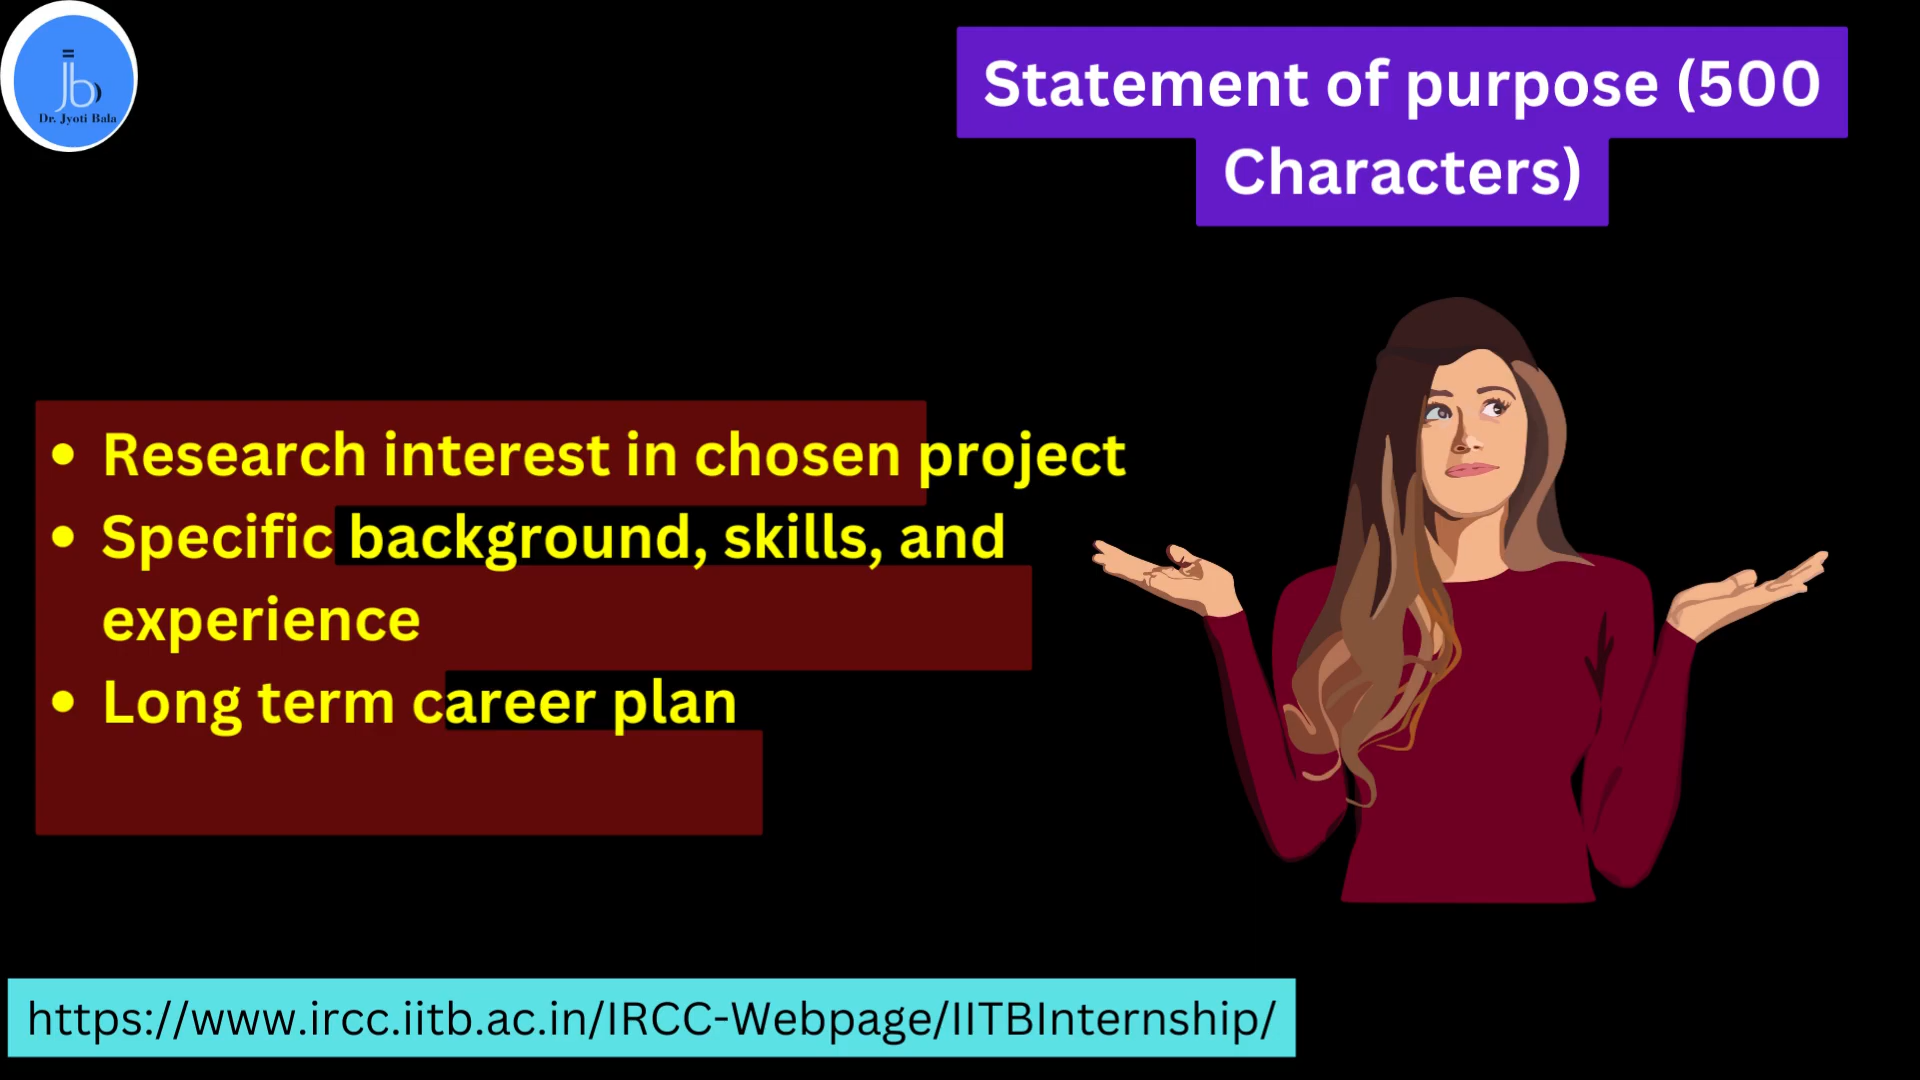 Dr. Jyoti Bala
Statement of purpose (500
Characters)
• Research interest in chosen project
• Specific background, skills, and
experience
• Long term career plan
https://www.ircc.iitb.ac.in/IRCC-Webpage/IITBInternship/